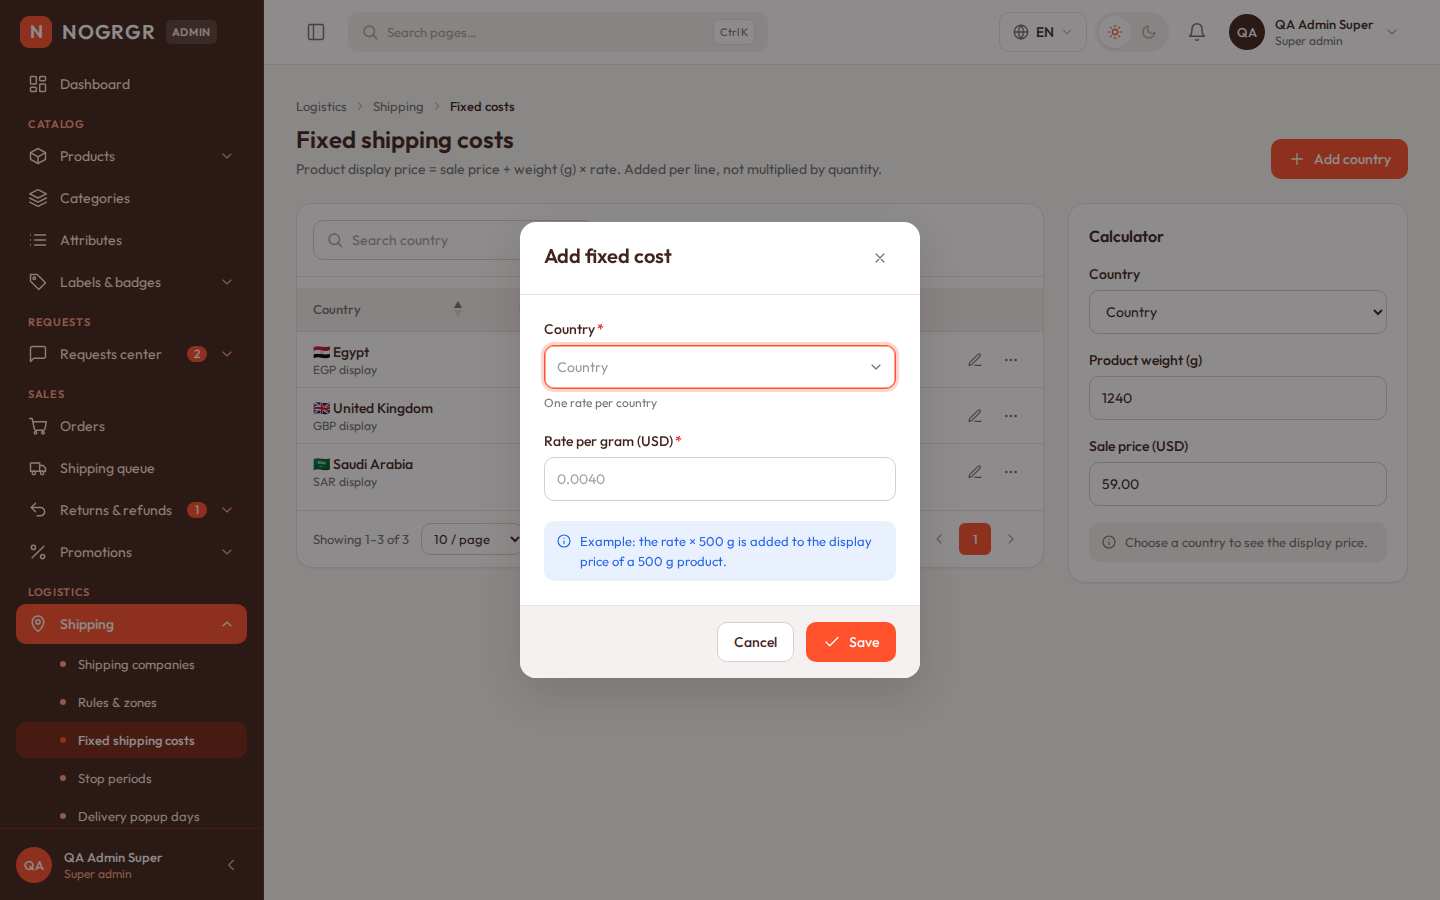 N NOGRGR ADMIN
Dashboard
CATALOG
Products
Categories
Attributes
Labels & badges
REQUESTS
Requests center 2
SALES
Orders
Shipping queue
Returns & refunds 1
Promotions
LOGISTICS
Shipping
Shipping companies
Rules & zones
Fixed shipping costs
Stop periods
Delivery popup days
QA QA Admin Super
Super admin
Search pages... Ctrl K
EN
QA QA Admin Super
Super admin
Logistics Shipping Fixed costs
Fixed shipping costs
Product display price = sale price + weight (g) × rate. Added per line, not multiplied by quantity.
Add country
Search country
Country
Egypt
EGP display
United Kingdom
GBP display
Saudi Arabia
SAR display
Showing 1–3 of 3 10 / page 1
Calculator
Country
Country
Product weight (g)
1240
Sale price (USD)
59.00
Choose a country to see the display price.
Add fixed cost
Country *
Country
One rate per country
Rate per gram (USD) *
0.0040
Example: the rate × 500 g is added to the display
price of a 500 g product.
Cancel Save